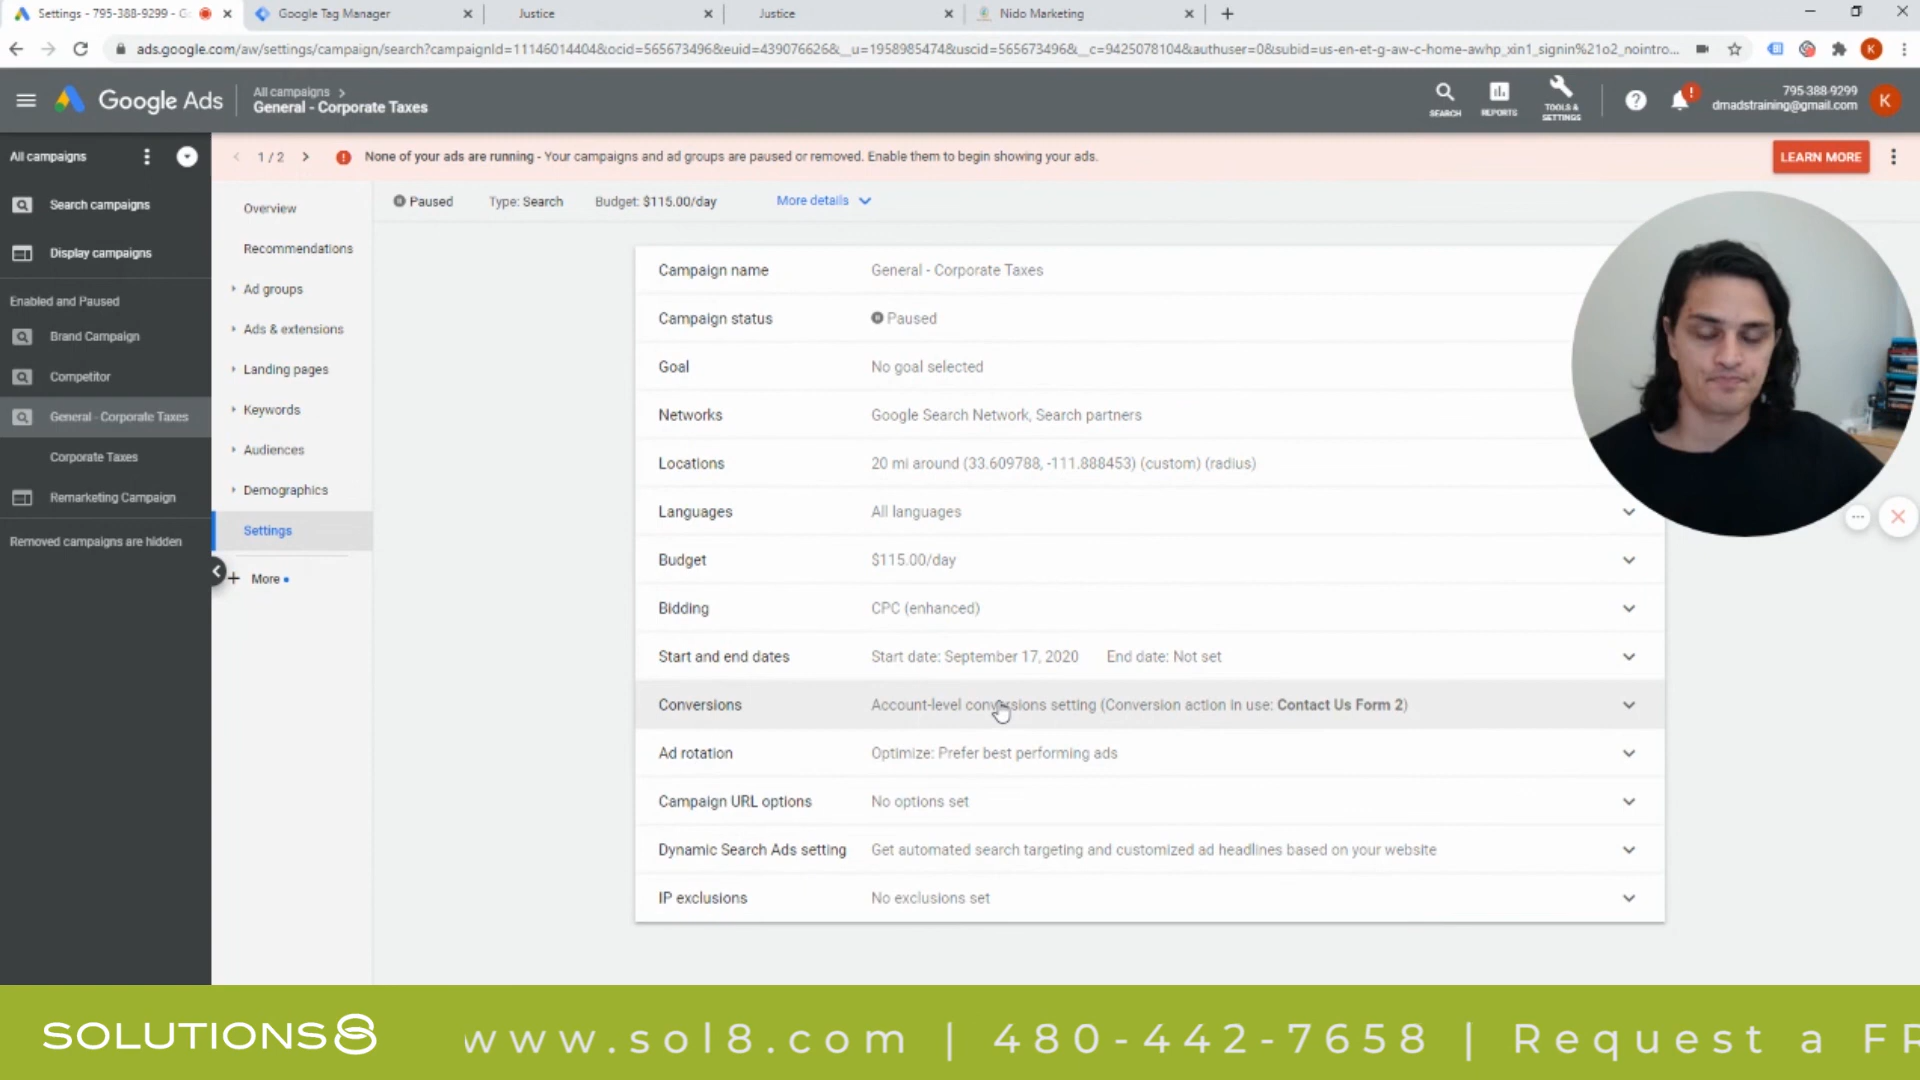 Settings - 795-388-9299 - G
Google Tag Manager
Justice
Justice
Nido Marketing
ads.google.com/aw/settings/campaign/search?campaignId=11146014404&ocid=565673496&euid=439076626&__u=1958985474&uscid=565673496&__c=9425078104&authuser=0&subid=us-en-et-g-aw-c-home-awhp_xin1_signin%21o2_nointro...
K
Google Ads
All campaigns >
General - Corporate Taxes
SEARCH
REPORTS
TOOLS & SETTINGS
795-388-9299
dmadstraining@gmail.com
K
All campaigns
1 / 2
None of your ads are running - Your campaigns and ad groups are paused or removed. Enable them to begin showing your ads.
LEARN MORE
Search campaigns
Display campaigns
Enabled and Paused
Brand Campaign
Competitor
General - Corporate Taxes
Corporate Taxes
Remarketing Campaign
Removed campaigns are hidden
Overview
Recommendations
Ad groups
Ads & extensions
Landing pages
Keywords
Audiences
Demographics
Settings
+ More
Paused Type: Search Budget: $115.00/day More details
Campaign name General - Corporate Taxes
Campaign status Paused
Goal No goal selected
Networks Google Search Network, Search partners
Locations 20 mi around (33.609788, -111.888453) (custom) (radius)
Languages All languages
Budget $115.00/day
Bidding CPC (enhanced)
Start and end dates Start date: September 17, 2020 End date: Not set
Conversions Account-level conversions setting (Conversion action in use: Contact Us Form 2)
Ad rotation Optimize: Prefer best performing ads
Campaign URL options No options set
Dynamic Search Ads setting Get automated search targeting and customized ad headlines based on your website
IP exclusions No exclusions set
SOLUTIONS8
www.sol8.com | 480-442-7658 | Request a FR